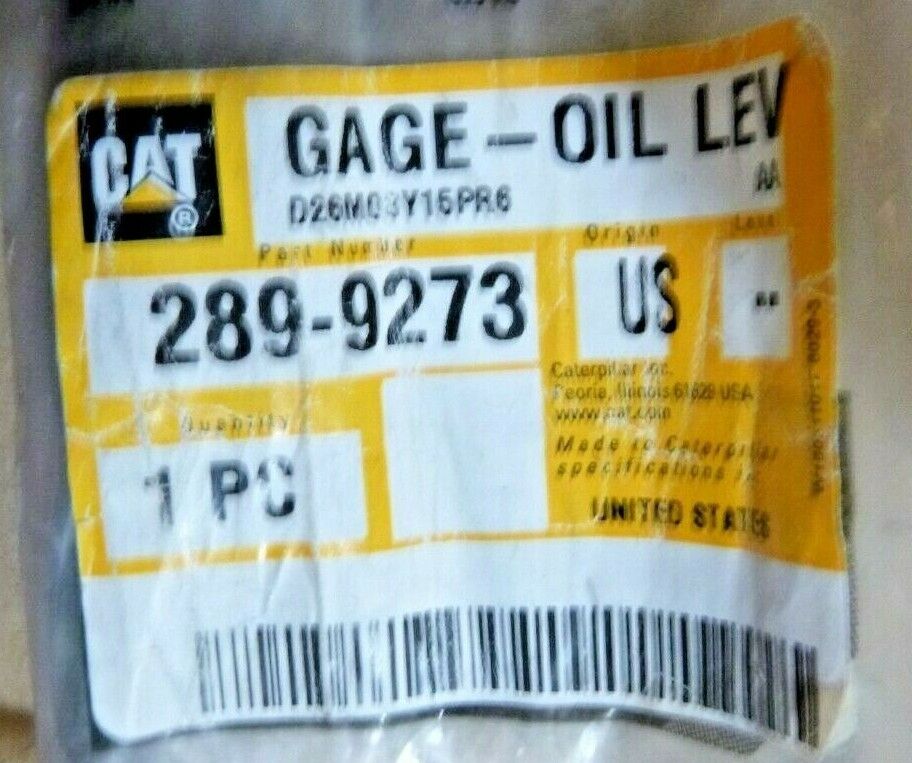 CAT®
GAGE - OIL LEV
D26M03Y15PR6
AA
Part Number
Origin
289-9273
US
--
Caterpillar Inc.
Peoria, Illinois 61629 USA
www.cat.com
Quantity
Made to Caterpillar
specifications in
1 PC
UNITED STATES